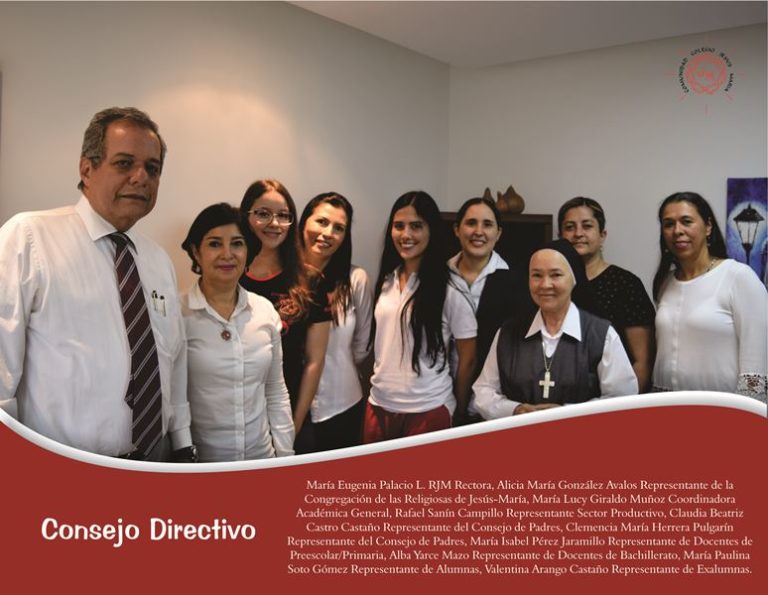 COMUNIDAD COLEGIO JESÚS MARÍA
María Eugenia Palacio L. RJM Rectora, Alicia María González Avalos Representante de la
Congregación de las Religiosas de Jesús-María, María Lucy Giraldo Muñoz Coordinadora
Académica General, Rafael Sanín Campillo Representante Sector Productivo, Claudia Beatriz
Castro Castaño Representante del Consejo de Padres, Clemencia María Herrera Pulgarín
Representante del Consejo de Padres, María Isabel Pérez Jaramillo Representante de Docentes de
Preescolar/Primaria, Alba Yarce Mazo Representante de Docentes de Bachillerato, María Paulina
Soto Gómez Representante de Alumnas, Valentina Arango Castaño Representante de Exalumnas.
Consejo Directivo